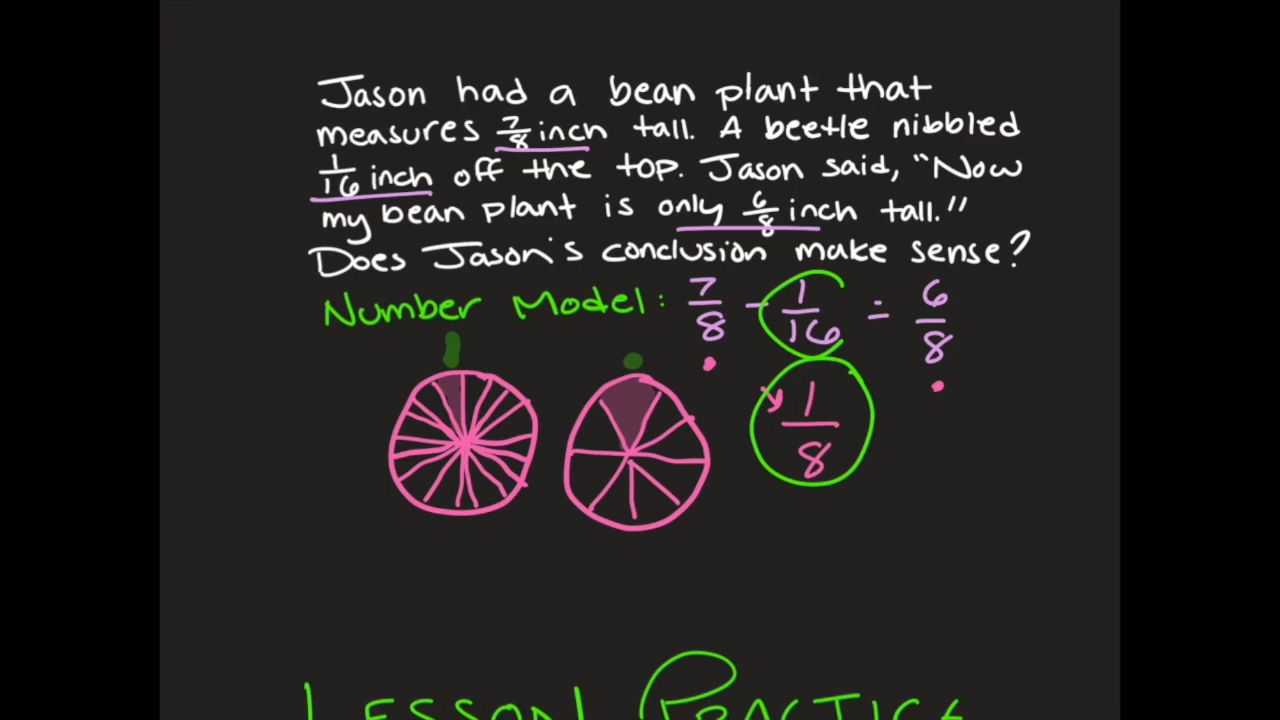 Jason had a bean plant that
measures 7/8 inch tall. A beetle nibbled
1/16 inch off the top. Jason said, "Now
my bean plant is only 6/8 inch tall."
Does Jason's conclusion make sense?
Number Model: 7/8 - 1/16 = 6/8
1/8
LESSON PRACTICE